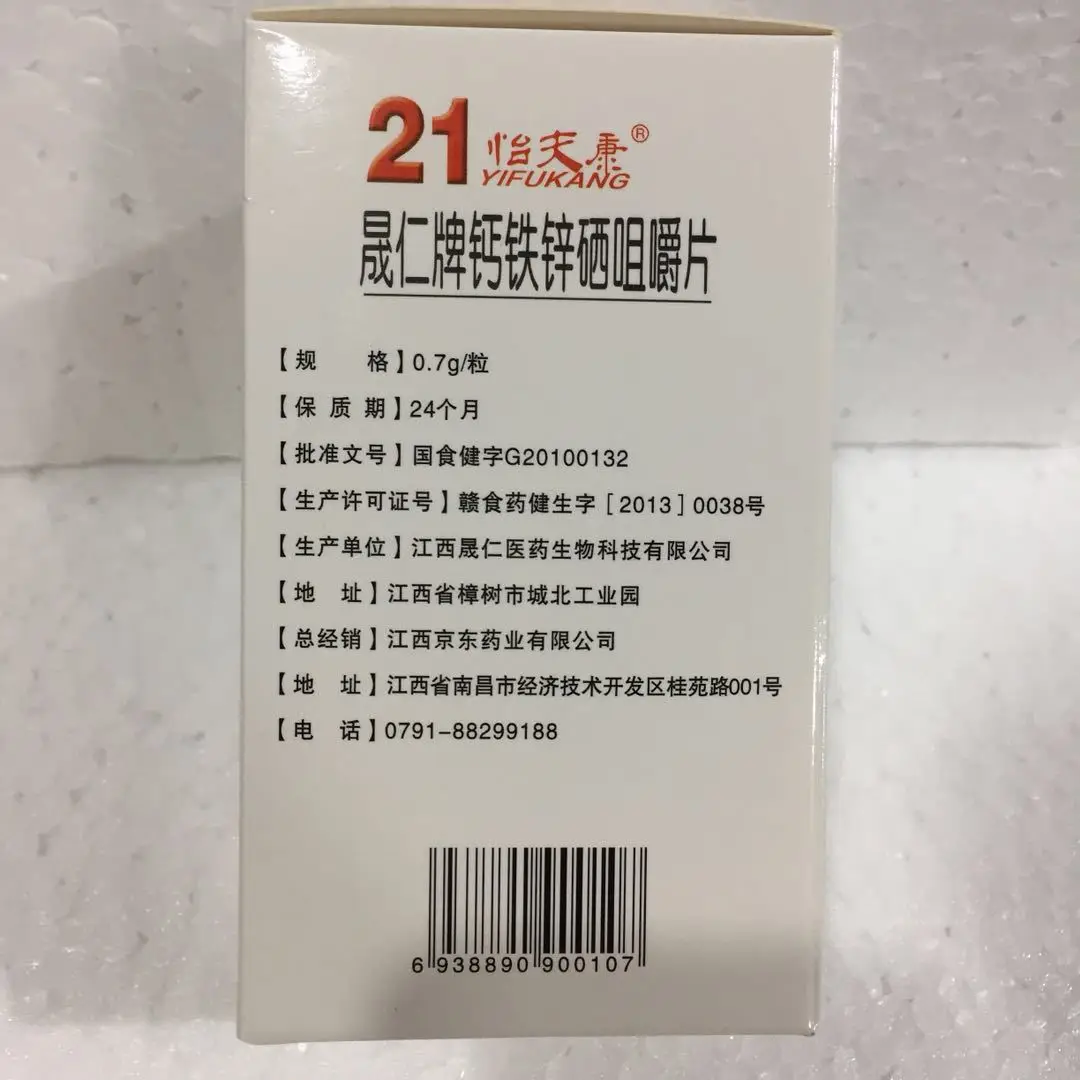 21 怡夫康®
YIFUKANG
晟仁牌钙铁锌硒咀嚼片
【规 格】0.7g/粒
【保质期】24个月
【批准文号】国食健字G20100132
【生产许可证号】赣食药健生字［2013］0038号
【生产单位】江西晟仁医药生物科技有限公司
【地 址】江西省樟树市城北工业园
【总经销】江西京东药业有限公司
【地 址】江西省南昌市经济技术开发区桂苑路001号
【电 话】0791-88299188
6 938890 900107